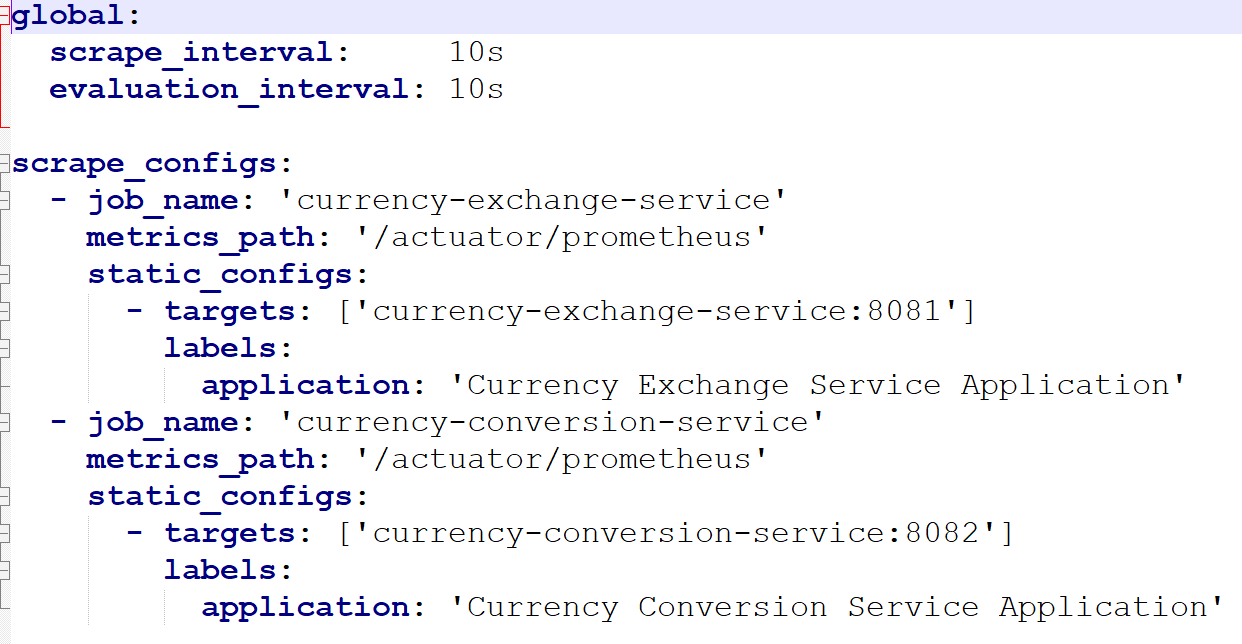 global:
  scrape_interval:     10s
  evaluation_interval: 10s

scrape_configs:
  - job_name: 'currency-exchange-service'
    metrics_path: '/actuator/prometheus'
    static_configs:
      - targets: ['currency-exchange-service:8081']
        labels:
          application: 'Currency Exchange Service Application'
  - job_name: 'currency-conversion-service'
    metrics_path: '/actuator/prometheus'
    static_configs:
      - targets: ['currency-conversion-service:8082']
        labels:
          application: 'Currency Conversion Service Application'